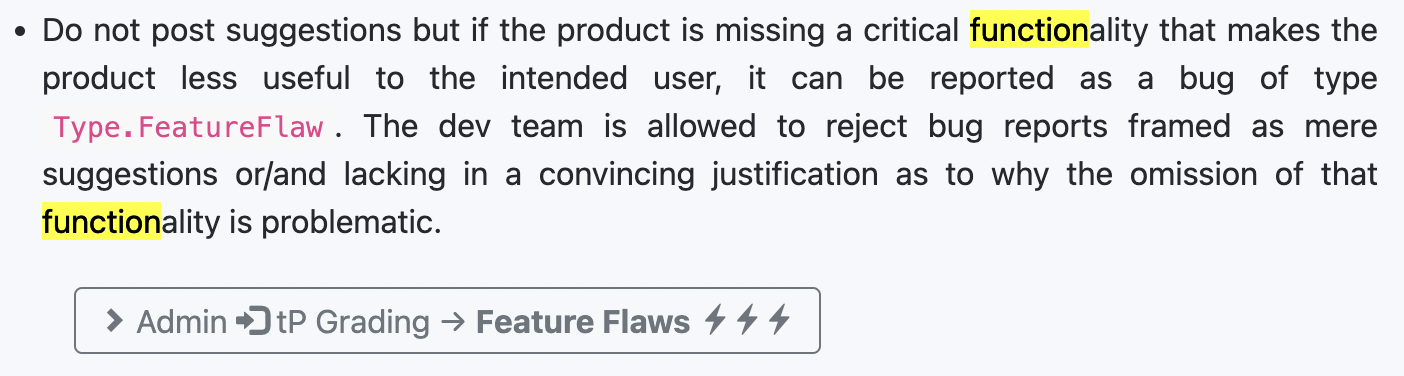 • Do not post suggestions but if the product is missing a critical functionality that makes the
product less useful to the intended user, it can be reported as a bug of type
Type.FeatureFlaw . The dev team is allowed to reject bug reports framed as mere
suggestions or/and lacking in a convincing justification as to why the omission of that
functionality is problematic.
Admin tP Grading → Feature Flaws